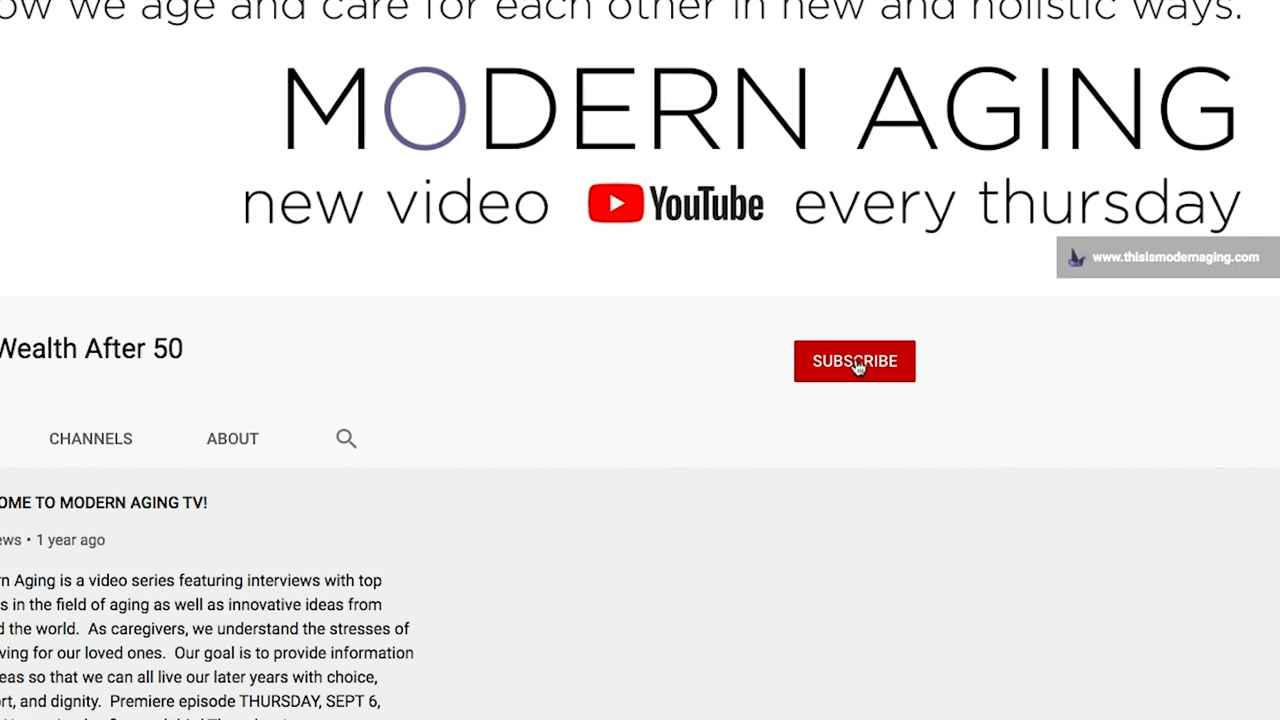 ow we age and care for each other in new and holistic ways.
MODERN AGING
new video YouTube every thursday
www.thisismodernaging.com
Wealth After 50
SUBSCRIBE
CHANNELS ABOUT
OME TO MODERN AGING TV!
ews • 1 year ago
rn Aging is a video series featuring interviews with top
s in the field of aging as well as innovative ideas from
d the world. As caregivers, we understand the stresses of
ving for our loved ones. Our goal is to provide information
eas so that we can all live our later years with choice,
rt, and dignity. Premiere episode THURSDAY, SEPT 6,